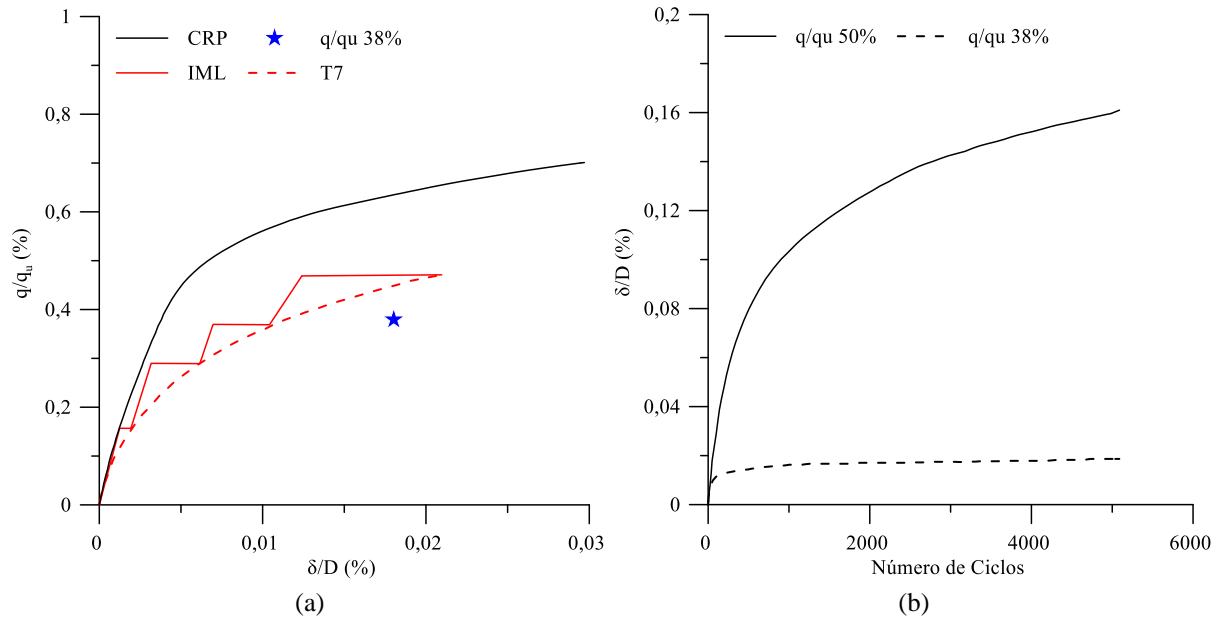 1
0,8
0,6
0,4
0,2
0
q/qu (%)
CRP
q/qu 38%
IML
T7
0
0,01
0,02
0,03
δ/D (%)
(a)
0,2
0,16
0,12
0,08
0,04
0
δ/D (%)
q/qu 50%
q/qu 38%
0
2000
4000
6000
Número de Ciclos
(b)